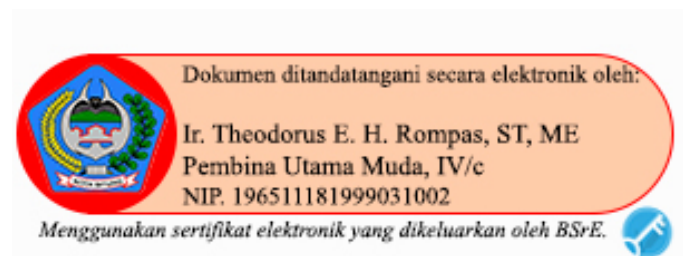 Dokumen ditandatangani secara elektronik oleh:
Ir. Theodorus E. H. Rompas, ST, ME
Pembina Utama Muda, IV/c
NIP. 196511181999031002
Menggunakan sertifikat elektronik yang dikeluarkan oleh BSrE.